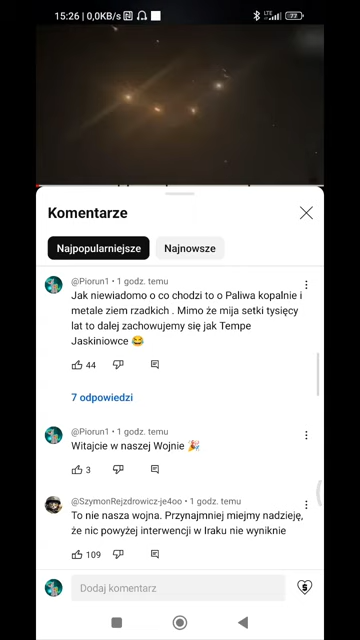 15:26 | 0,0KB/s
LTE
77
Komentarze
Najpopularniejsze
Najnowsze
@Piorun1 • 1 godz. temu
Jak niewiadomo o co chodzi to o Paliwa kopalnie i
metale ziem rzadkich . Mimo że mija setki tysięcy
lat to dalej zachowujemy się jak Tempe
Jaskiniowce 😂
44
7 odpowiedzi
@Piorun1 • 1 godz. temu
Witajcie w naszej Wojnie 🎉
3
@SzymonRejzdrowicz-je4oo • 1 godz. temu
To nie nasza wojna. Przynajmniej miejmy nadzieję,
że nic powyżej interwencji w Iraku nie wyniknie
109
Dodaj komentarz